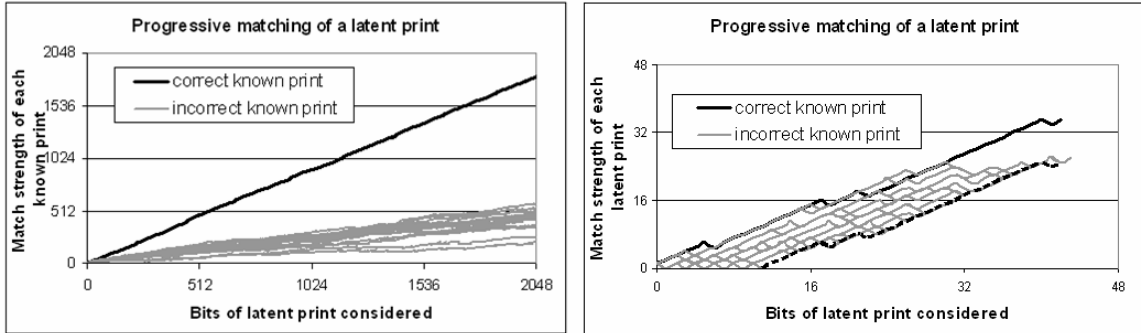 Progressive matching of a latent print
2048
1536
1024
512
0
Match strength of each
known print
correct known print
incorrect known print
0
512
1024
1536
2048
Bits of latent print considered
Progressive matching of a latent print
48
32
16
0
Match strength of each
latent print
correct known print
incorrect known print
0
16
32
48
Bits of latent print considered